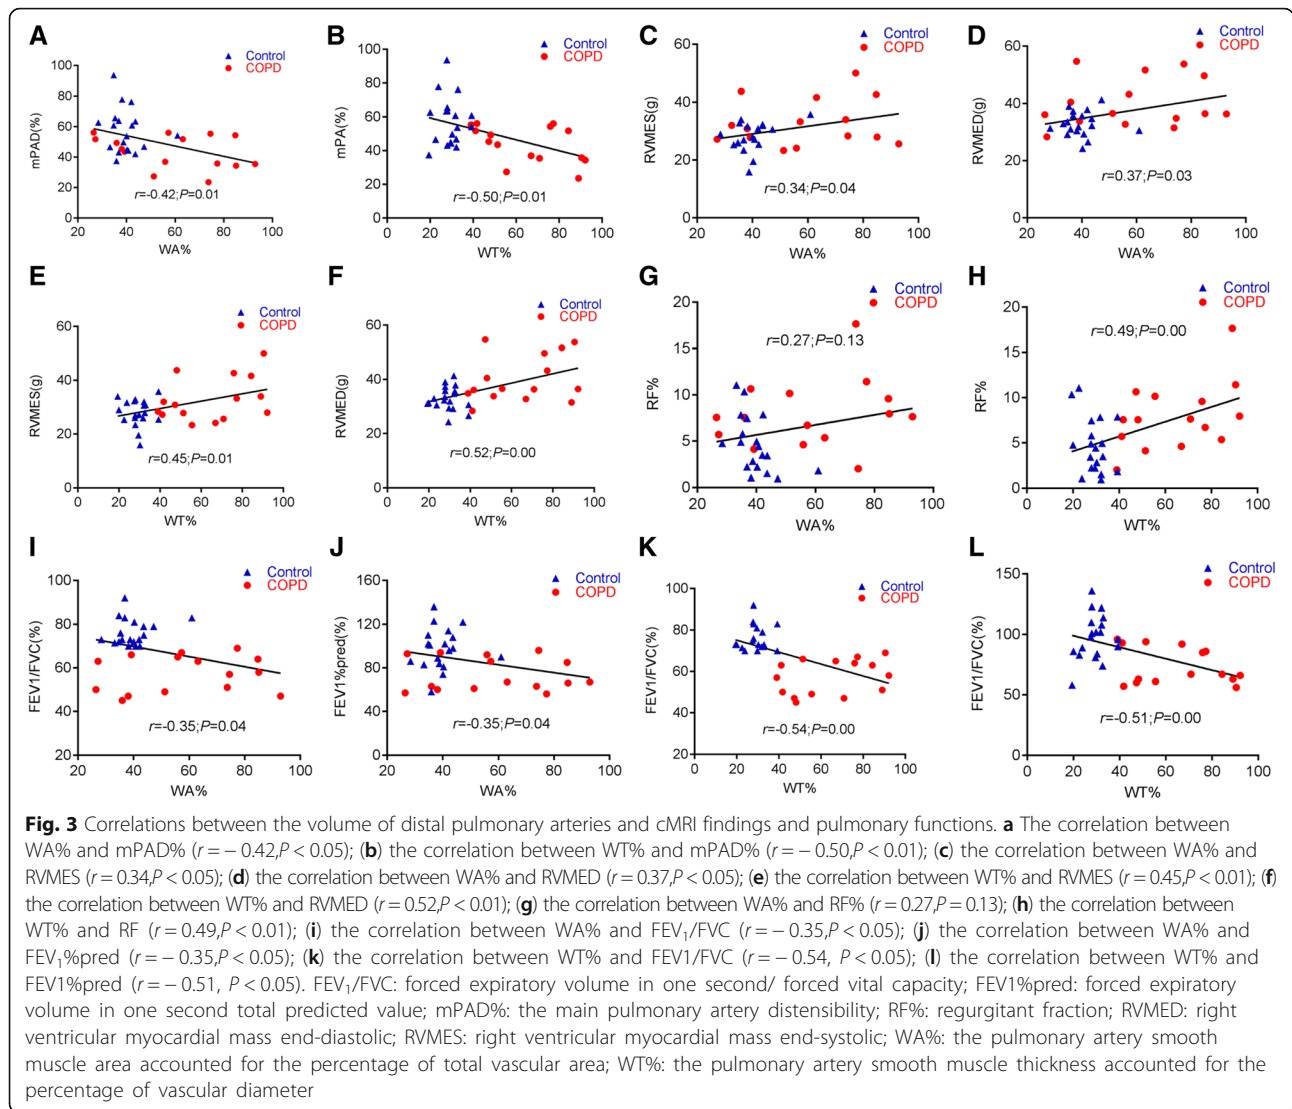 A
Control
COPD
100
80
60
40
20
0
mPAD(%)
r=-0.42;P=0.01
20 40 60 80 100
WA%
B
Control
COPD
100
80
60
40
20
0
mPA(%)
r=-0.50;P=0.01
0 20 40 60 80 100
WT%
C
Control
COPD
60
40
20
0
RVMES(g)
r=0.34;P=0.04
20 40 60 80 100
WA%
D
Control
COPD
60
40
20
0
RVMED(g)
r=0.37;P=0.03
20 40 60 80 100
WA%
E
Control
COPD
60
40
20
0
RVMES(g)
r=0.45;P=0.01
0 20 40 60 80 100
WT%
F
Control
COPD
60
40
20
0
RVMED(g)
r=0.52;P=0.00
0 20 40 60 80 100
WT%
G
Control
COPD
20
15
10
5
0
RF%
r=0.27;P=0.13
20 40 60 80 100
WA%
H
Control
COPD
20
15
10
5
0
RF%
r=0.49;P=0.00
0 20 40 60 80 100
WT%
I
Control
COPD
100
80
60
40
20
FEV1/FVC(%)
r=-0.35;P=0.04
20 40 60 80 100
WA%
J
Control
COPD
160
120
80
40
0
FEV1%pred(%)
r=-0.35;P=0.04
20 40 60 80 100
WA%
K
Control
COPD
100
80
60
40
20
FEV1/FVC(%)
r=-0.54;P=0.00
0 20 40 60 80 100
WT%
L
Control
COPD
150
100
50
0
FEV1/FVC(%)
r=-0.51;P=0.00
0 20 40 60 80 100
WT%
Fig. 3 Correlations between the volume of distal pulmonary arteries and cMRI findings and pulmonary functions. a The correlation between
WA% and mPAD% (r = − 0.42,P < 0.05); (b) the correlation between WT% and mPAD% (r = − 0.50,P < 0.01); (c) the correlation between WA% and
RVMES (r = 0.34,P < 0.05); (d) the correlation between WA% and RVMED (r = 0.37,P < 0.05); (e) the correlation between WT% and RVMES (r = 0.45,P < 0.01); (f)
the correlation between WT% and RVMED (r = 0.52,P < 0.01); (g) the correlation between WA% and RF% (r = 0.27,P = 0.13); (h) the correlation between
WT% and RF (r = 0.49,P < 0.01); (i) the correlation between WA% and FEV₁/FVC (r = − 0.35,P < 0.05); (j) the correlation between WA% and
FEV₁%pred (r = − 0.35,P < 0.05); (k) the correlation between WT% and FEV1/FVC (r = − 0.54, P < 0.05); (l) the correlation between WT% and
FEV1%pred (r = − 0.51, P < 0.05). FEV₁/FVC: forced expiratory volume in one second/ forced vital capacity; FEV1%pred: forced expiratory
volume in one second total predicted value; mPAD%: the main pulmonary artery distensibility; RF%: regurgitant fraction; RVMED: right
ventricular myocardial mass end-diastolic; RVMES: right ventricular myocardial mass end-systolic; WA%: the pulmonary artery smooth
muscle area accounted for the percentage of total vascular area; WT%: the pulmonary artery smooth muscle thickness accounted for the
percentage of vascular diameter